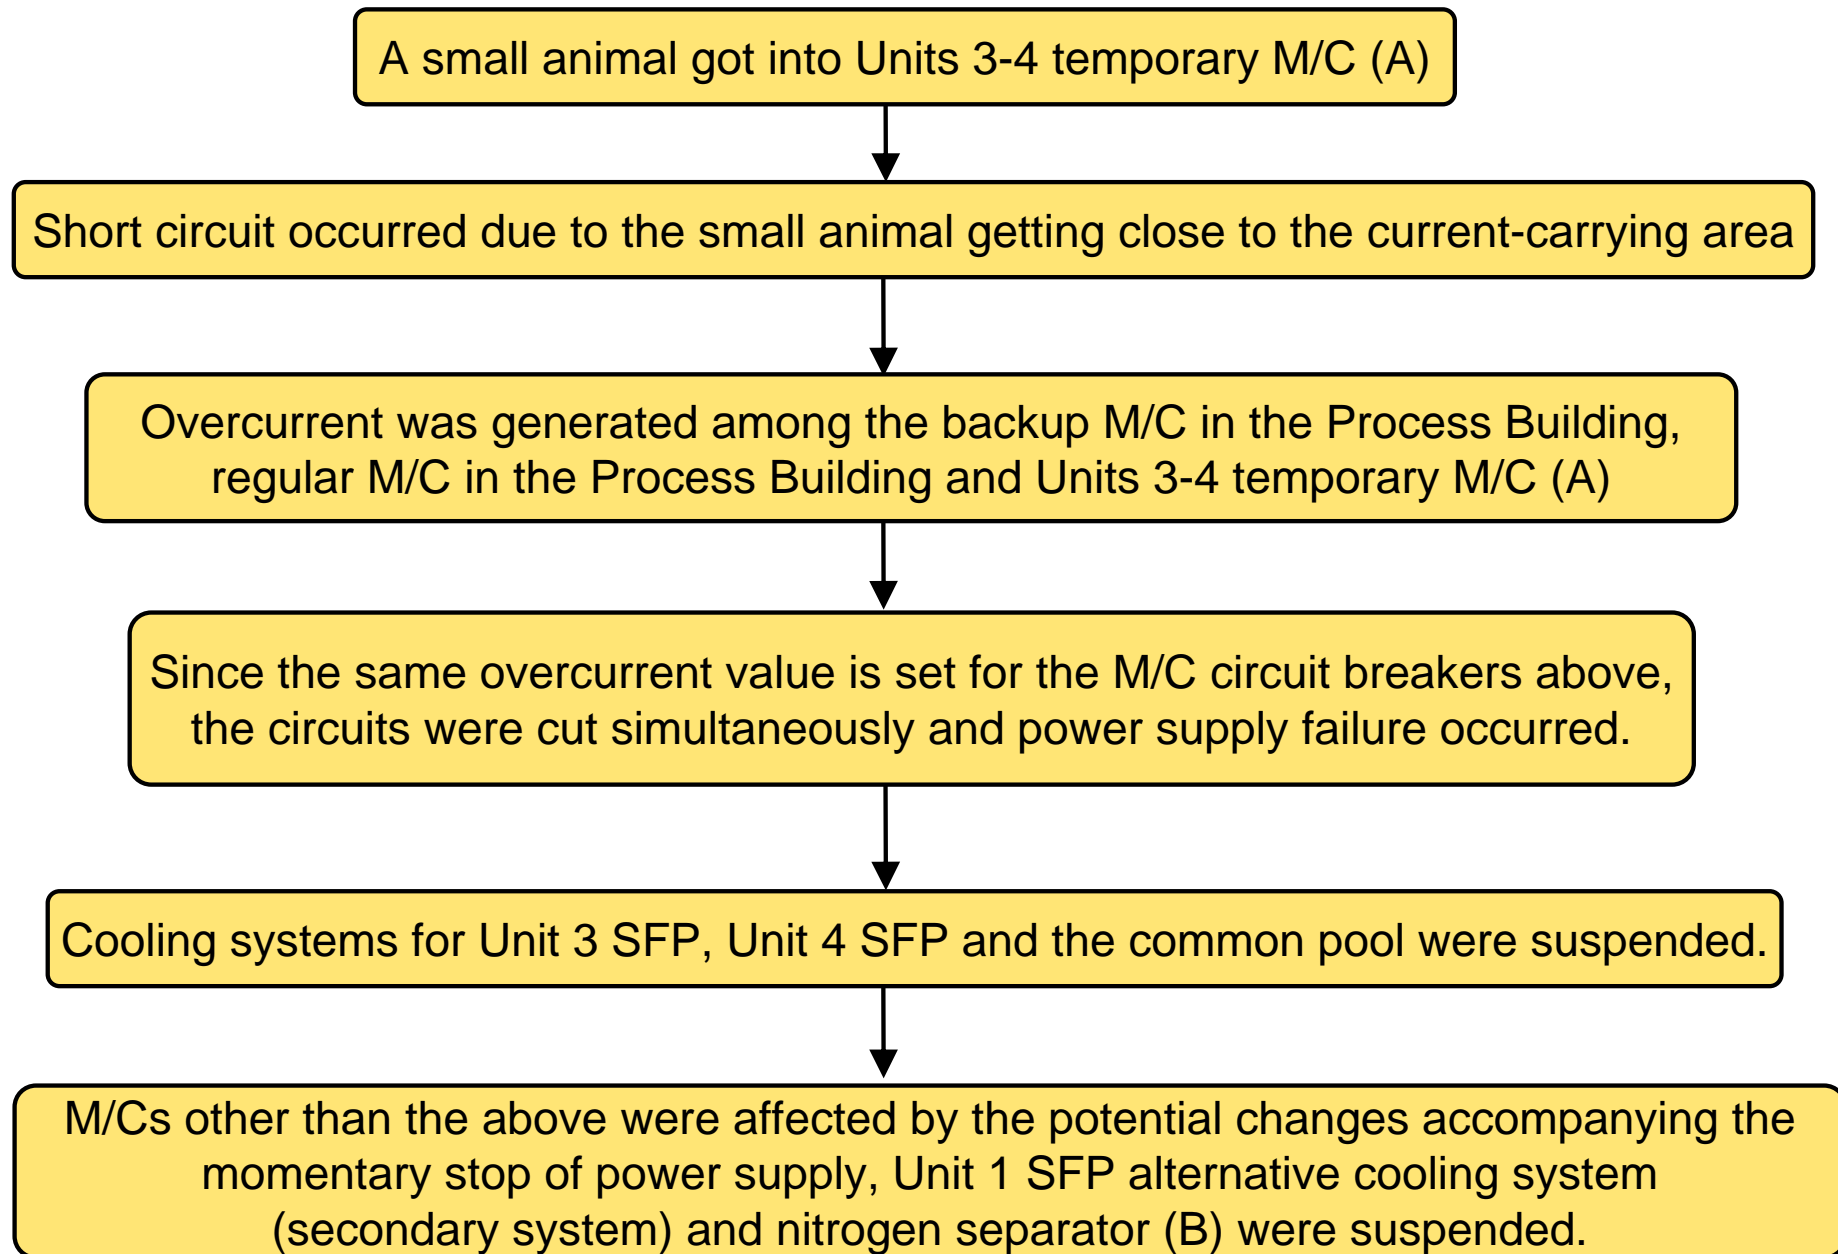 A small animal got into Units 3-4 temporary M/C (A)
Short circuit occurred due to the small animal getting close to the current-carrying area
Overcurrent was generated among the backup M/C in the Process Building,
regular M/C in the Process Building and Units 3-4 temporary M/C (A)
Since the same overcurrent value is set for the M/C circuit breakers above,
the circuits were cut simultaneously and power supply failure occurred.
Cooling systems for Unit 3 SFP, Unit 4 SFP and the common pool were suspended.
M/Cs other than the above were affected by the potential changes accompanying the
momentary stop of power supply, Unit 1 SFP alternative cooling system
(secondary system) and nitrogen separator (B) were suspended.